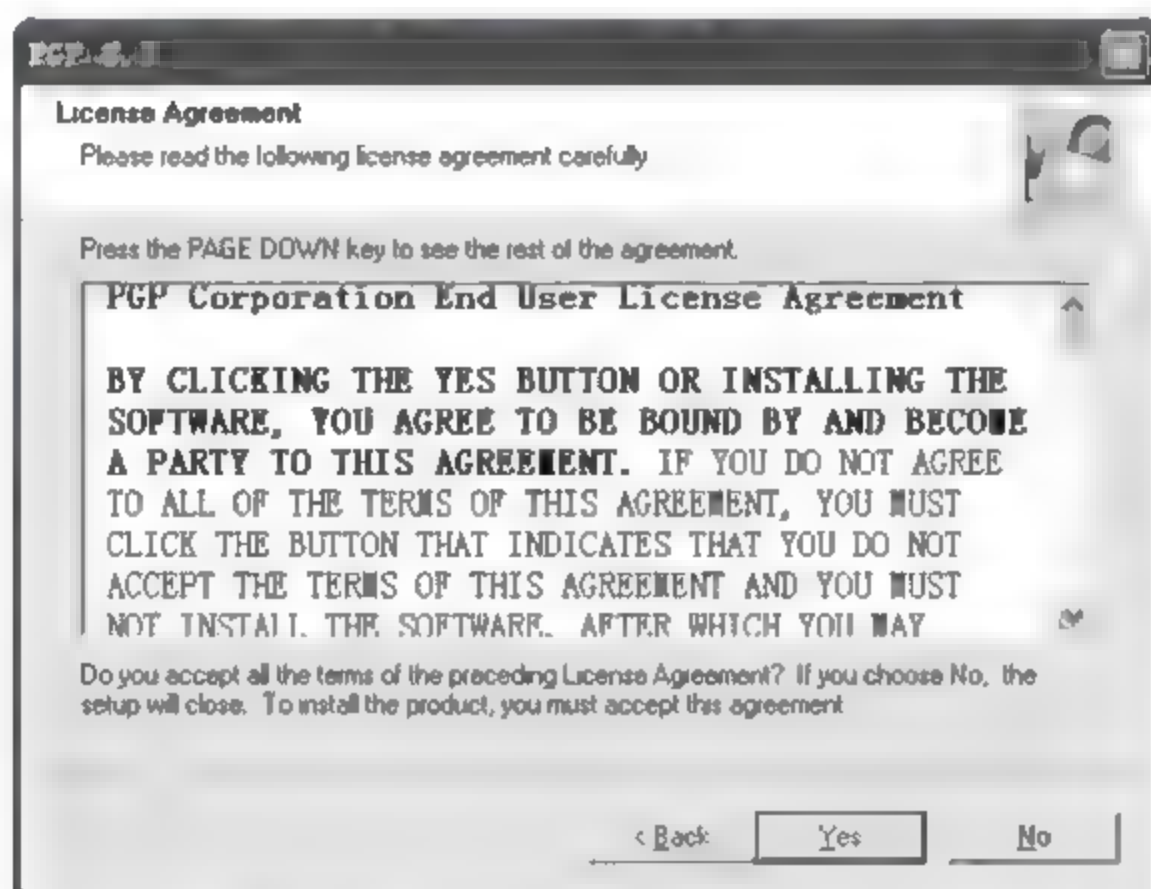 License Agreement
Please read the following license agreement carefully
Press the PAGE DOWN key to see the rest of the agreement.
PGP Corporation End User License Agreement
BY CLICKING THE YES BUTTON OR INSTALLING THE
SOFTWARE, YOU AGREE TO BE BOUND BY AND BECOME
A PARTY TO THIS AGREEMENT. IF YOU DO NOT AGREE
TO ALL OF THE TERMS OF THIS AGREEMENT, YOU MUST
CLICK THE BUTTON THAT INDICATES THAT YOU DO NOT
ACCEPT THE TERMS OF THIS AGREEMENT AND YOU MUST
NOT INSTALL THE SOFTWARE. AFTER WHICH YOU MAY
Do you accept all the terms of the preceding License Agreement? If you choose No, the
setup will close. To install the product, you must accept this agreement
< Back Yes No